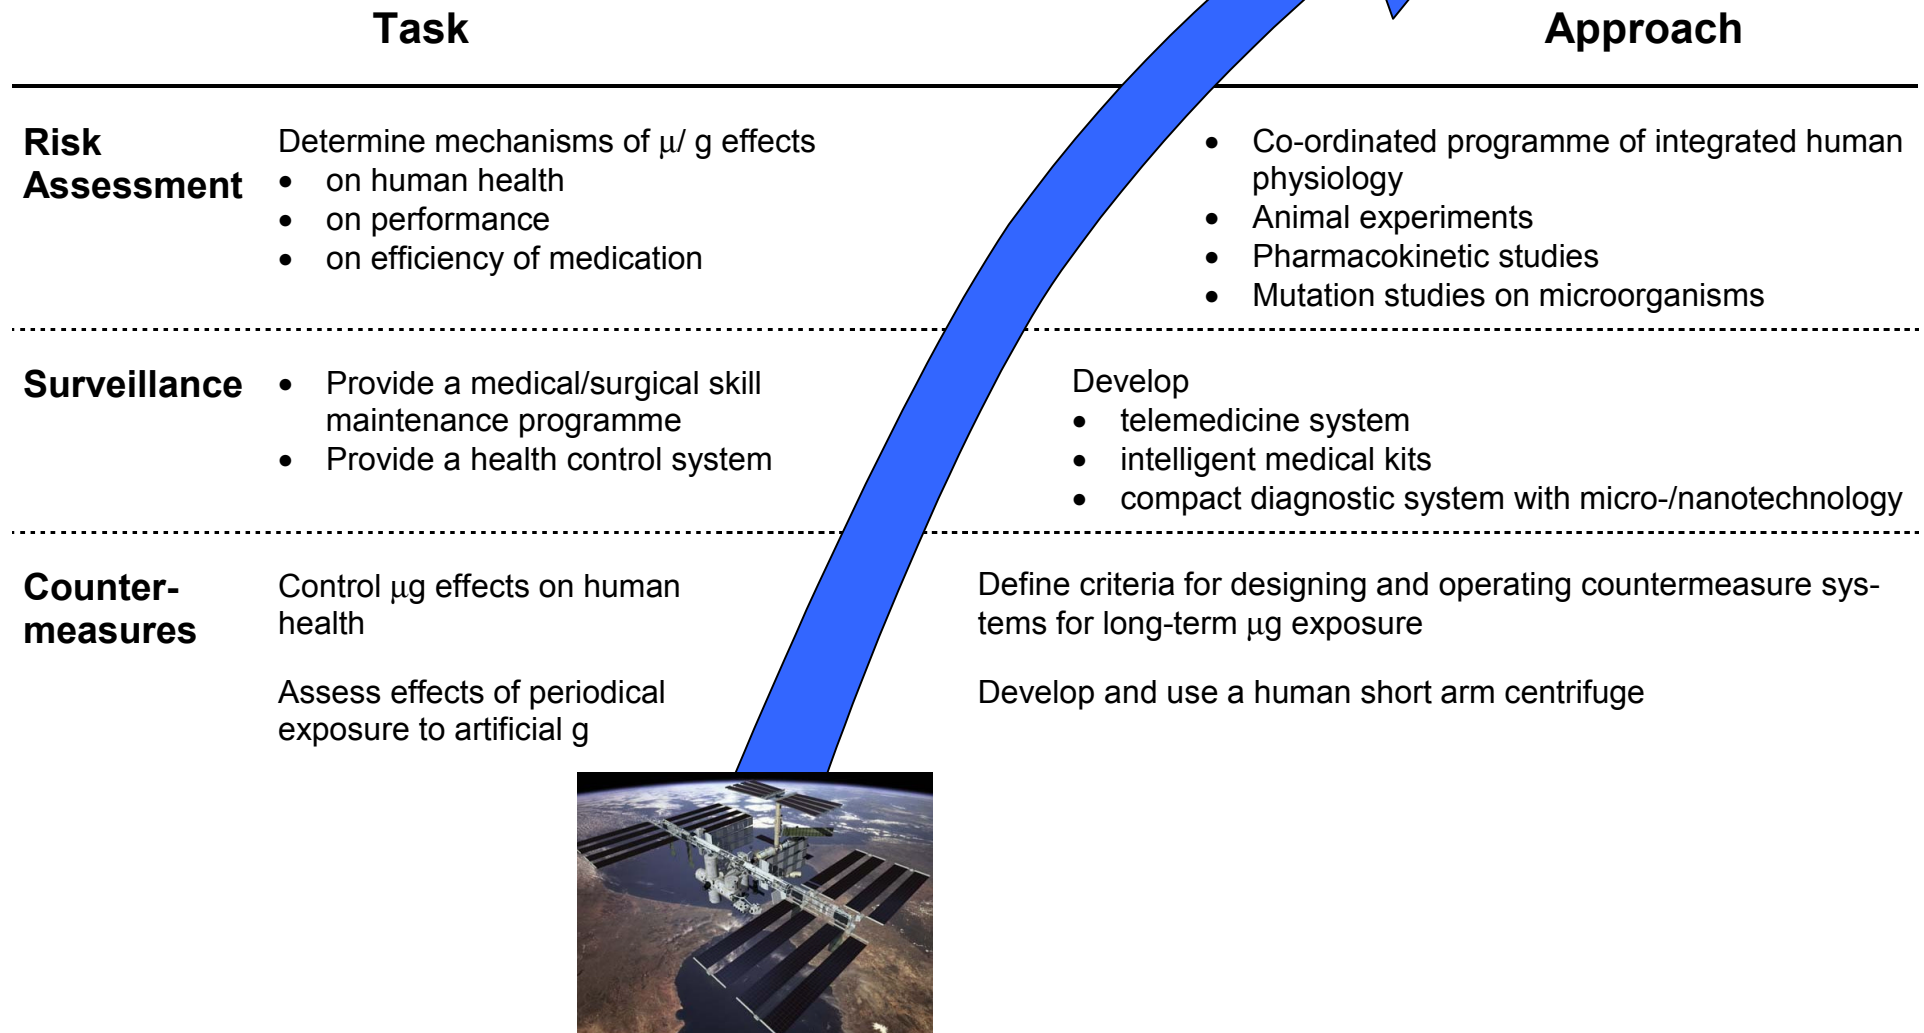 Task
Approach
Risk
Assessment
Determine mechanisms of μ/ g effects
• on human health
• on performance
• on efficiency of medication
• Co-ordinated programme of integrated human
physiology
• Animal experiments
• Pharmacokinetic studies
• Mutation studies on microorganisms
Surveillance
• Provide a medical/surgical skill
maintenance programme
• Provide a health control system
Develop
• telemedicine system
• intelligent medical kits
• compact diagnostic system with micro-/nanotechnology
Counter-
measures
Control μg effects on human
health
Assess effects of periodical
exposure to artificial g
Define criteria for designing and operating countermeasure sys-
tems for long-term μg exposure
Develop and use a human short arm centrifuge